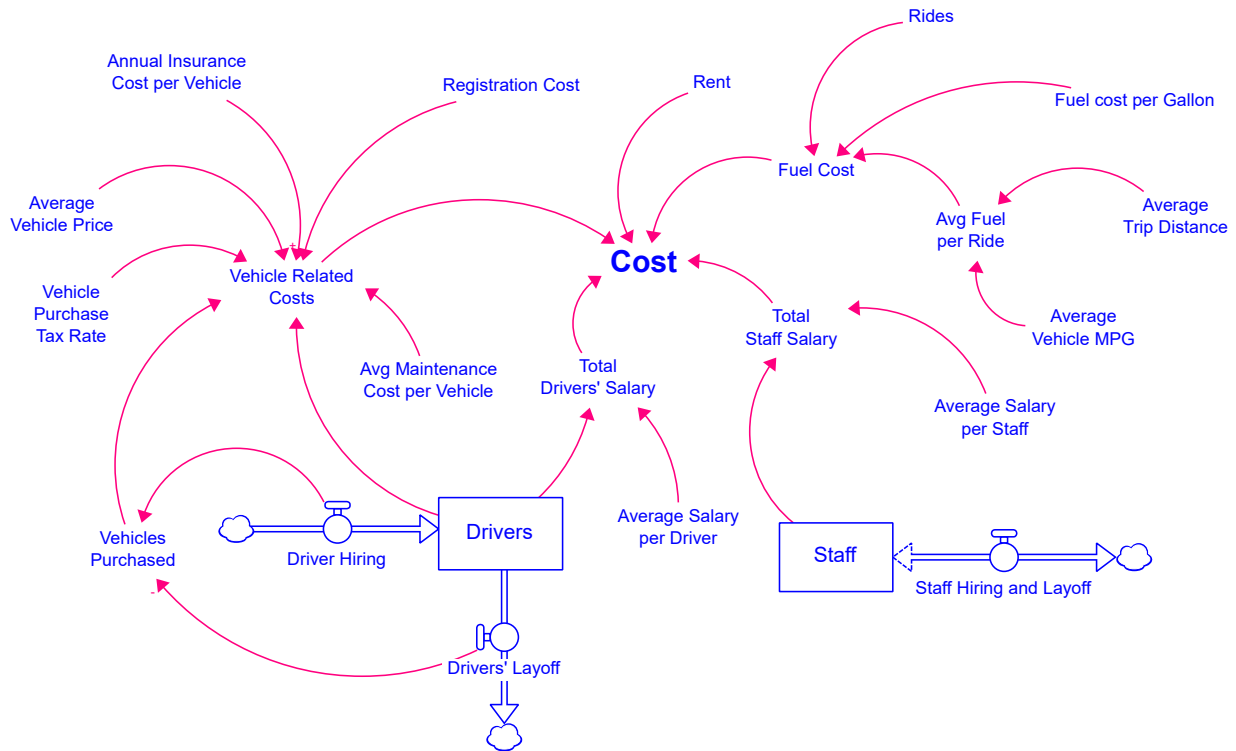 Rides
Annual Insurance
Cost per Vehicle
Registration Cost
Rent
Fuel cost per Gallon
Fuel Cost
Average
Vehicle Price
Avg Fuel
per Ride
Average
Trip Distance
+
Cost
Vehicle Related
Costs
Vehicle
Purchase
Tax Rate
Total
Staff Salary
Average
Vehicle MPG
Avg Maintenance
Cost per Vehicle
Total
Drivers' Salary
Average Salary
per Staff
Vehicles
Purchased
Driver Hiring
Drivers
Average Salary
per Driver
Staff
Staff Hiring and Layoff
-
Drivers' Layoff